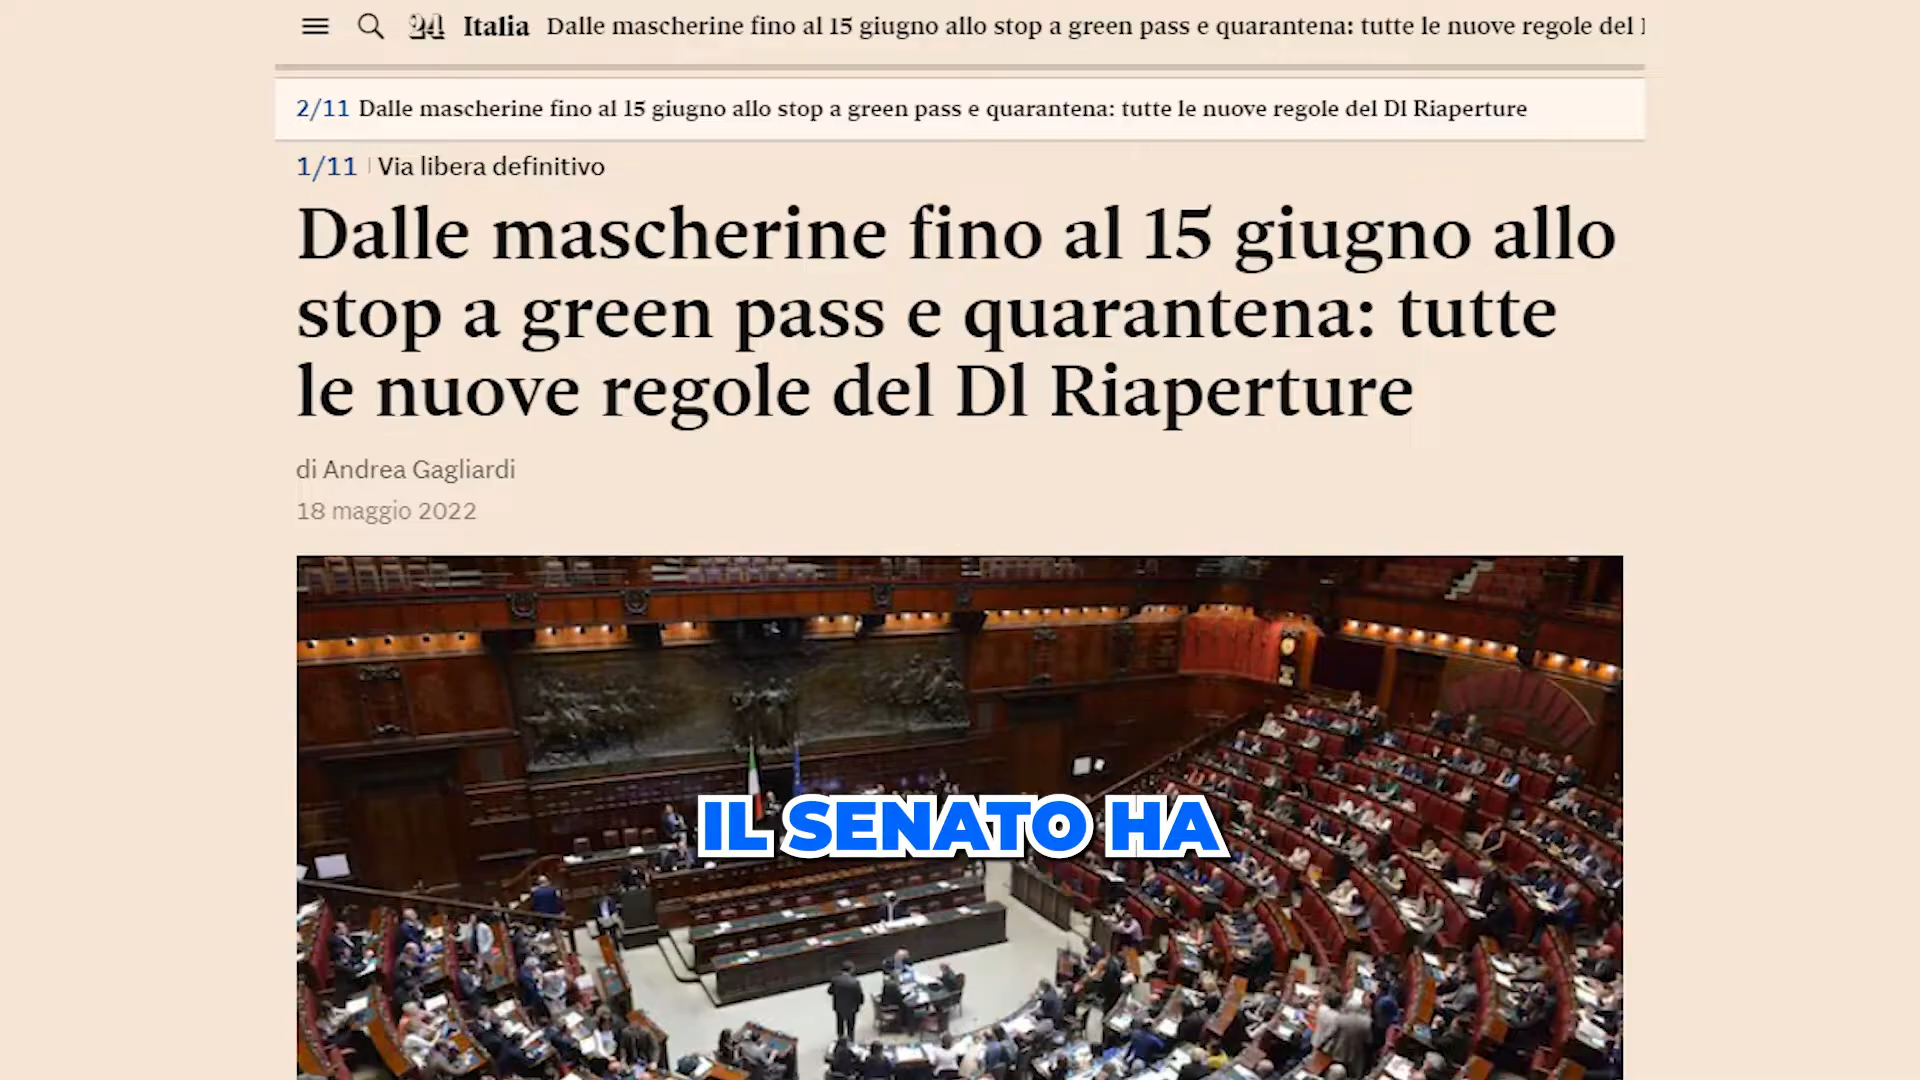 24 Italia Dalle mascherine fino al 15 giugno allo stop a green pass e quarantena: tutte le nuove regole del
2/11 Dalle mascherine fino al 15 giugno allo stop a green pass e quarantena: tutte le nuove regole del Dl Riaperture
1/11 Via libera definitivo
Dalle mascherine fino al 15 giugno allo
stop a green pass e quarantena: tutte
le nuove regole del Dl Riaperture
di Andrea Gagliardi
18 maggio 2022
IL SENATO HA